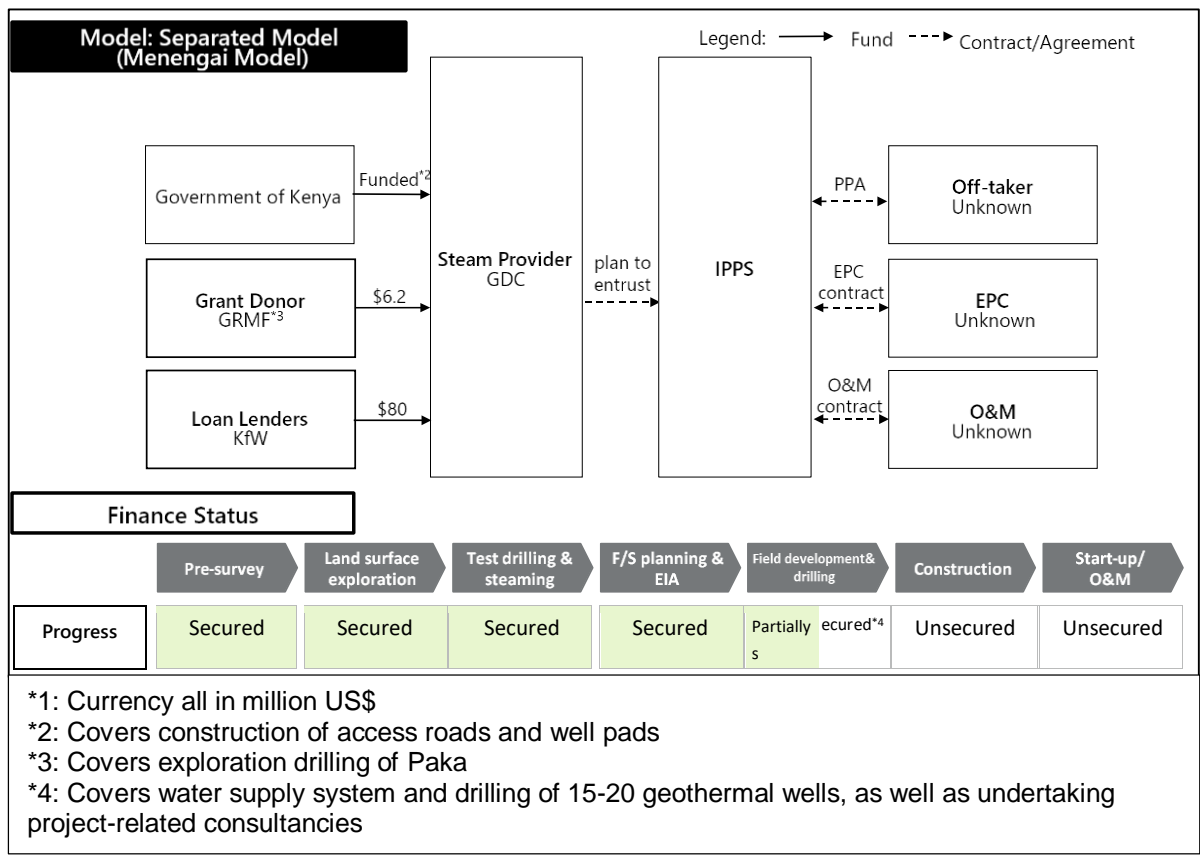 Model: Separated Model
(Menengai Model)
Legend:
Fund
Contract/Agreement
Government of Kenya
Funded*2
Grant Donor
GRMF*3
$6.2
Loan Lenders
KfW
$80
Steam Provider
GDC
plan to
entrust
IPPS
PPA
Off-taker
Unknown
EPC
contract
EPC
Unknown
O&M
contract
O&M
Unknown
Finance Status
Pre-survey
Land surface
exploration
Test drilling &
steaming
F/S planning &
EIA
Field development&
drilling
Construction
Start-up/
O&M
Progress
Secured
Secured
Secured
Secured
Partially
s
ecured*4
Unsecured
Unsecured
*1: Currency all in million US$
*2: Covers construction of access roads and well pads
*3: Covers exploration drilling of Paka
*4: Covers water supply system and drilling of 15-20 geothermal wells, as well as undertaking
project-related consultancies